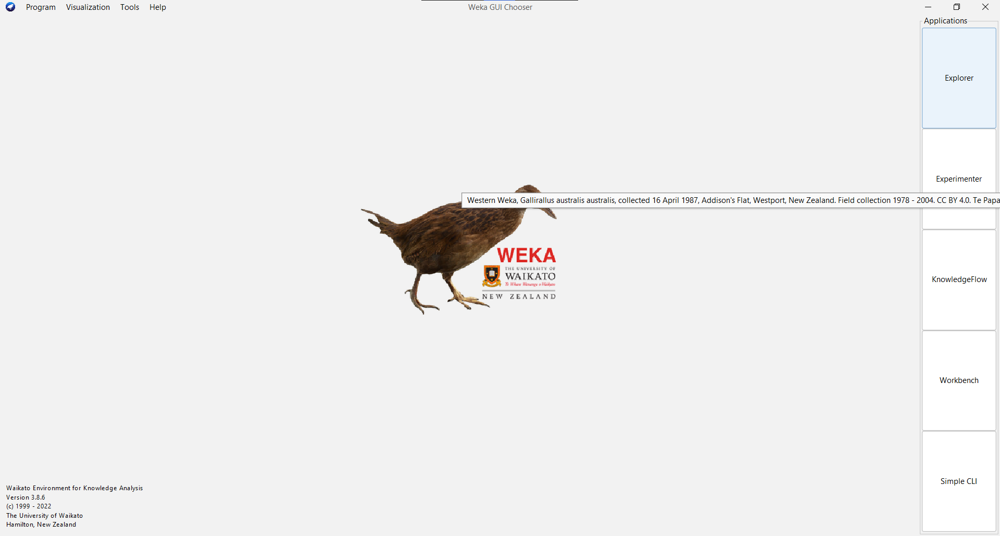 Program Visualization Tools Help
Weka GUI Chooser
Applications
Explorer
Experimenter
Western Weka, Gallirallus australis australis, collected 16 April 1987, Addison's Flat, Westport, New Zealand. Field collection 1978 - 2004. CC BY 4.0. Te Papa
WEKA
THE UNIVERSITY OF
WAIKATO
Te Whare Wānanga o Waikato
NEW ZEALAND
KnowledgeFlow
Workbench
Simple CLI
Waikato Environment for Knowledge Analysis
Version 3.8.6
(c) 1999 - 2022
The University of Waikato
Hamilton, New Zealand